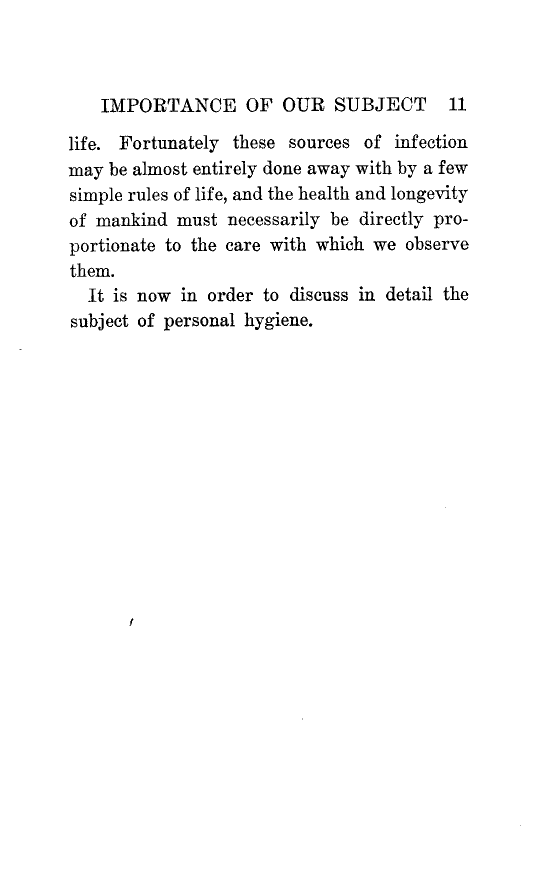 IMPORTANCE OF OUR SUBJECT 11
life. Fortunately these sources of infection
may be almost entirely done away with by a few
simple rules of life, and the health and longevity
of mankind must necessarily be directly pro-
portionate to the care with which we observe
them.
It is now in order to discuss in detail the
subject of personal hygiene.